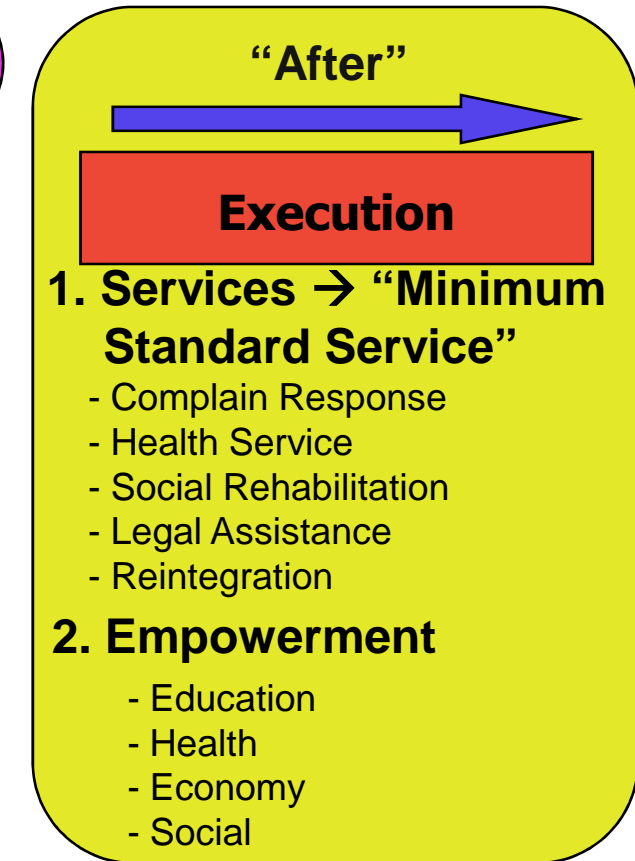 “After”
Execution
1. Services → “Minimum
Standard Service”
- Complain Response
- Health Service
- Social Rehabilitation
- Legal Assistance
- Reintegration
2. Empowerment
- Education
- Health
- Economy
- Social